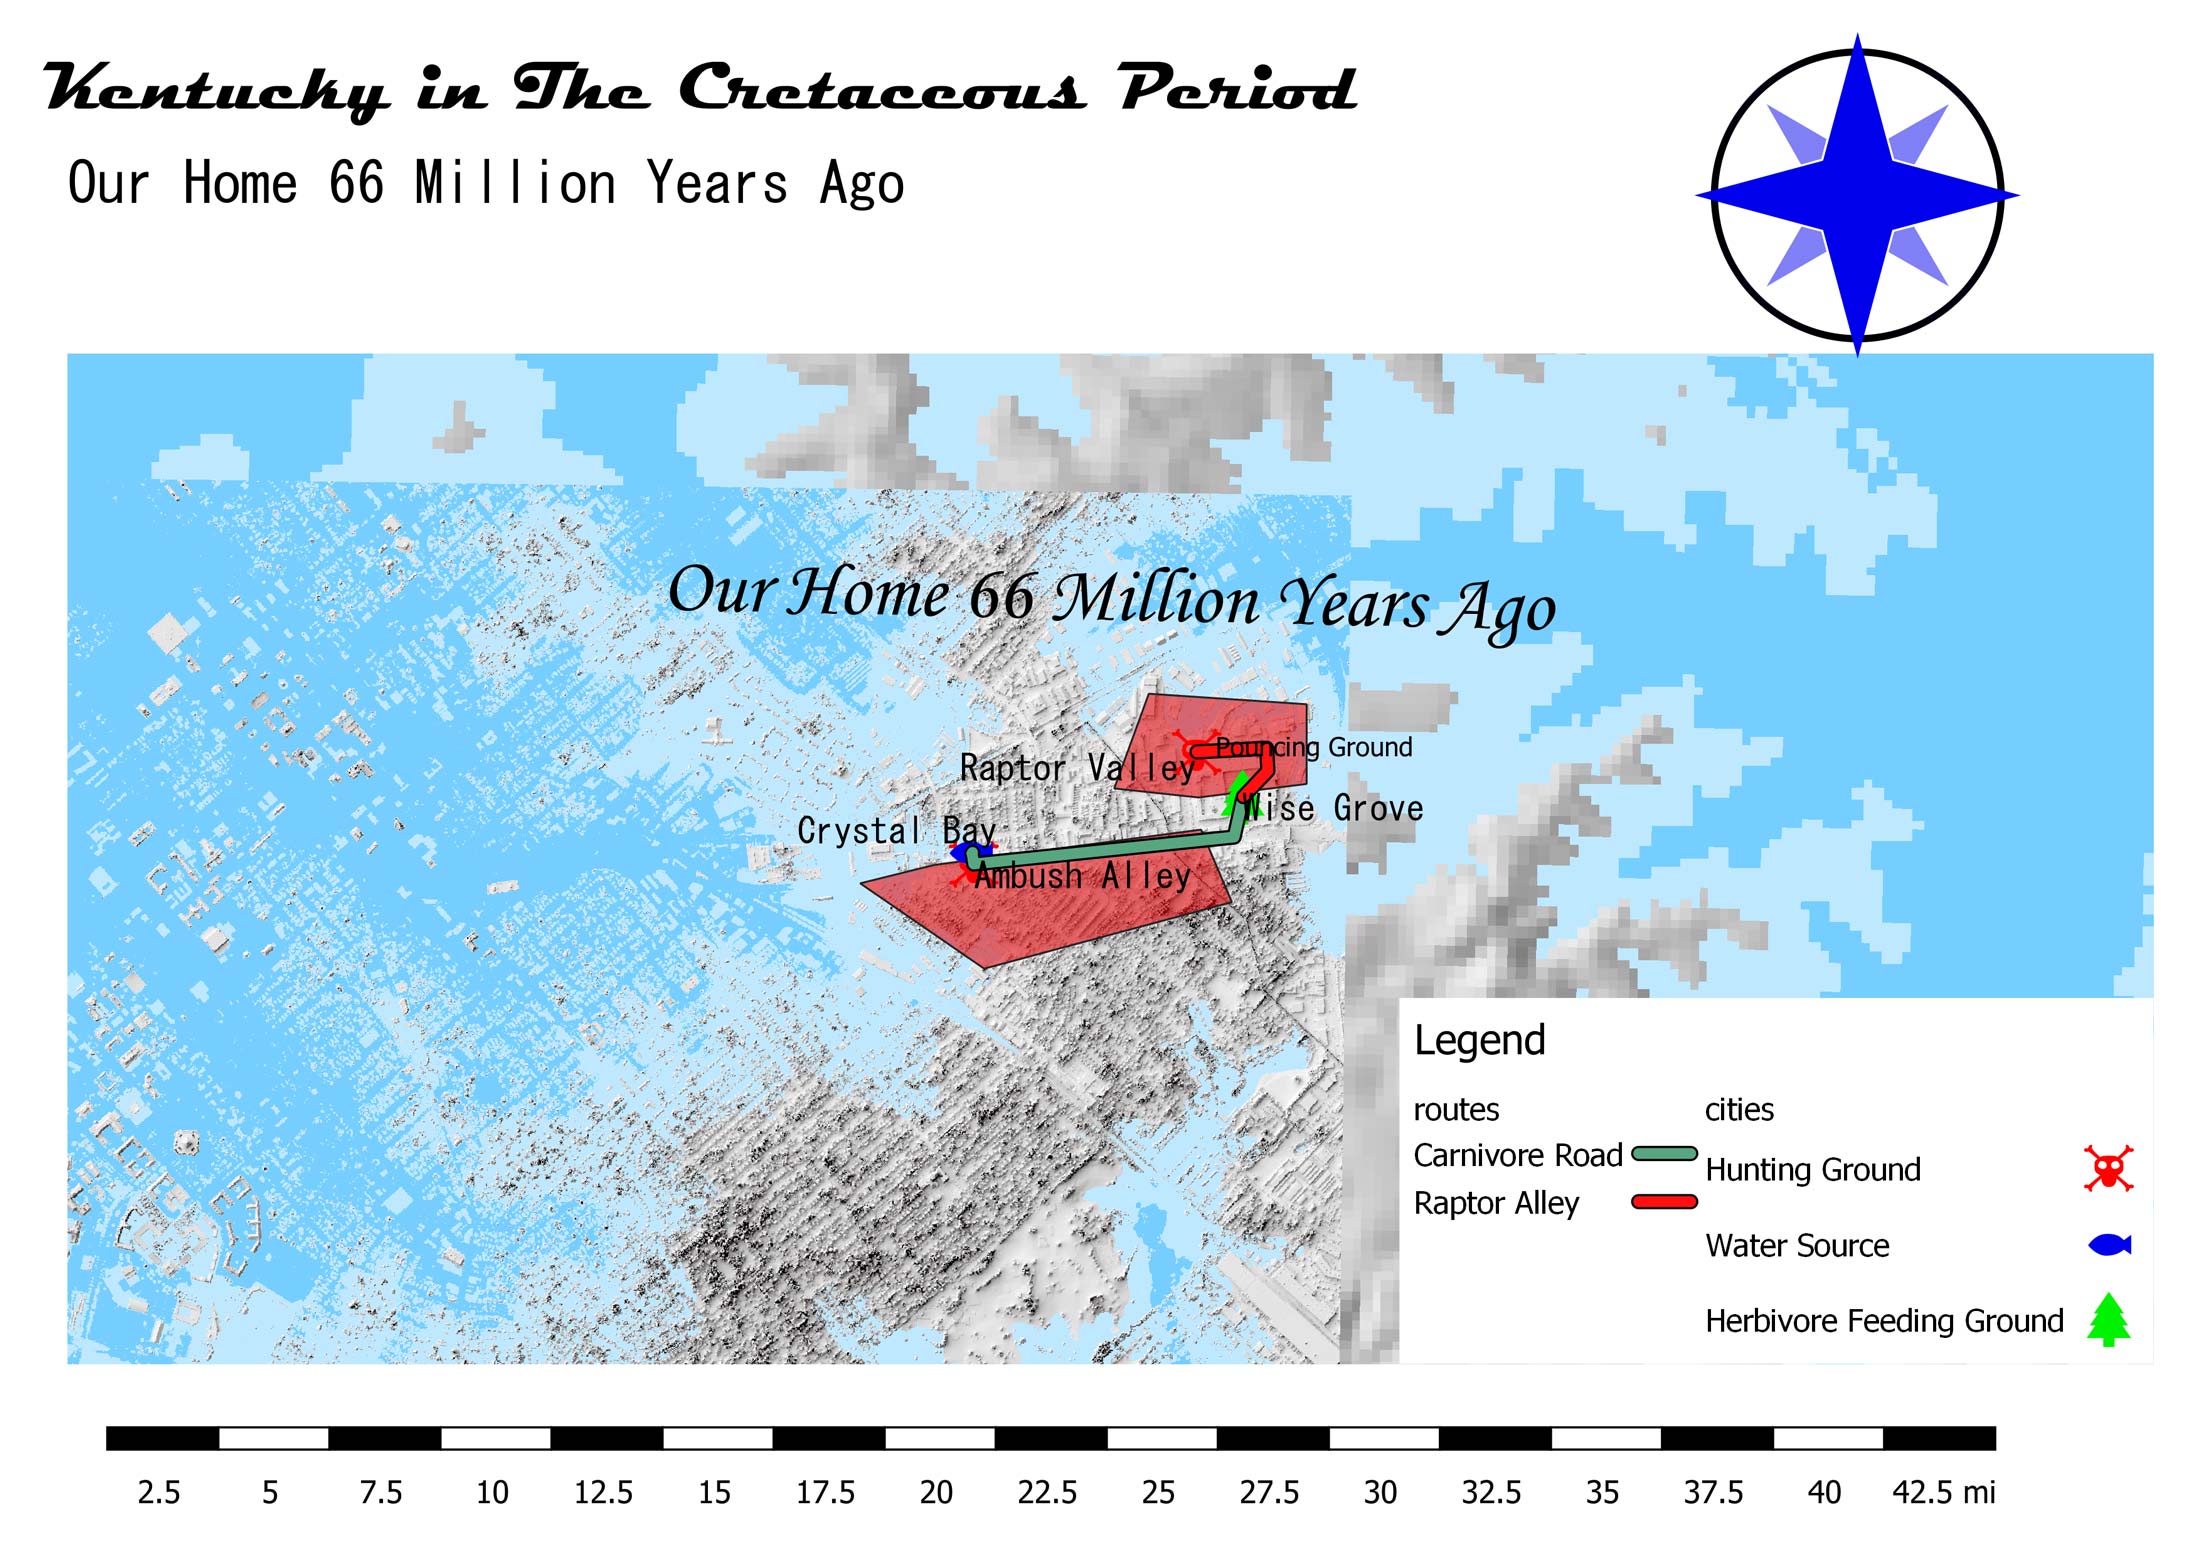 Kentucky in The Cretaceous Period
Our Home 66 Million Years Ago
Our Home 66 Million Years Ago
Pouncing Ground
Raptor Valley
Wise Grove
Crystal Bay
Ambush Alley
Legend
routes
Carnivore Road
Raptor Alley
cities
Hunting Ground
Water Source
Herbivore Feeding Ground
2.5 5 7.5 10 12.5 15 17.5 20 22.5 25 27.5 30 32.5 35 37.5 40 42.5 mi